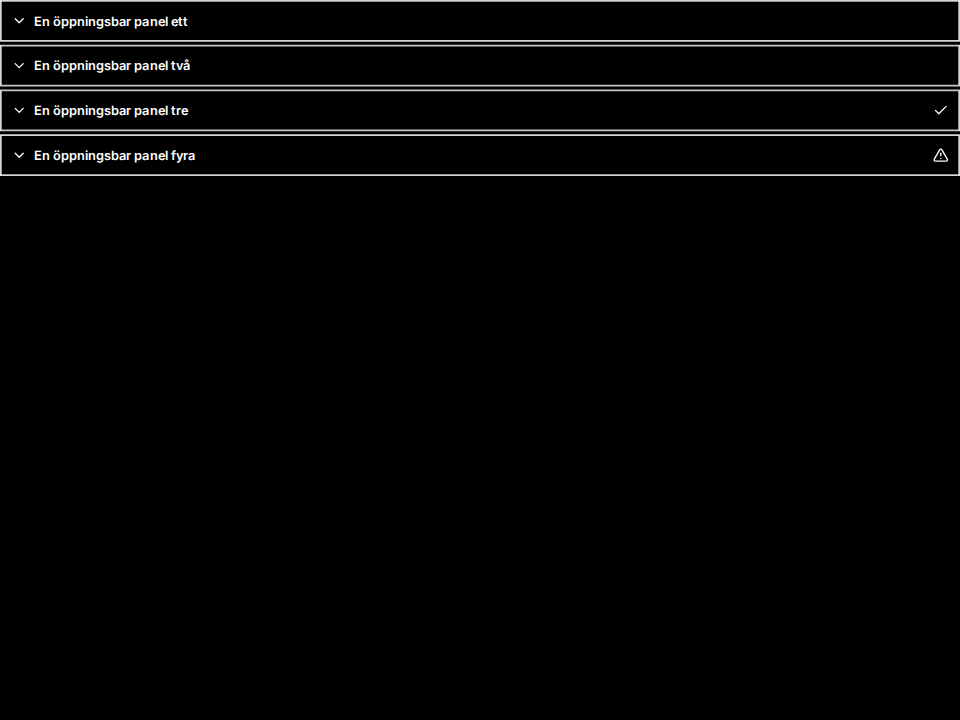 En öppningsbar panel ett
En öppningsbar panel två
En öppningsbar panel tre
En öppningsbar panel fyra